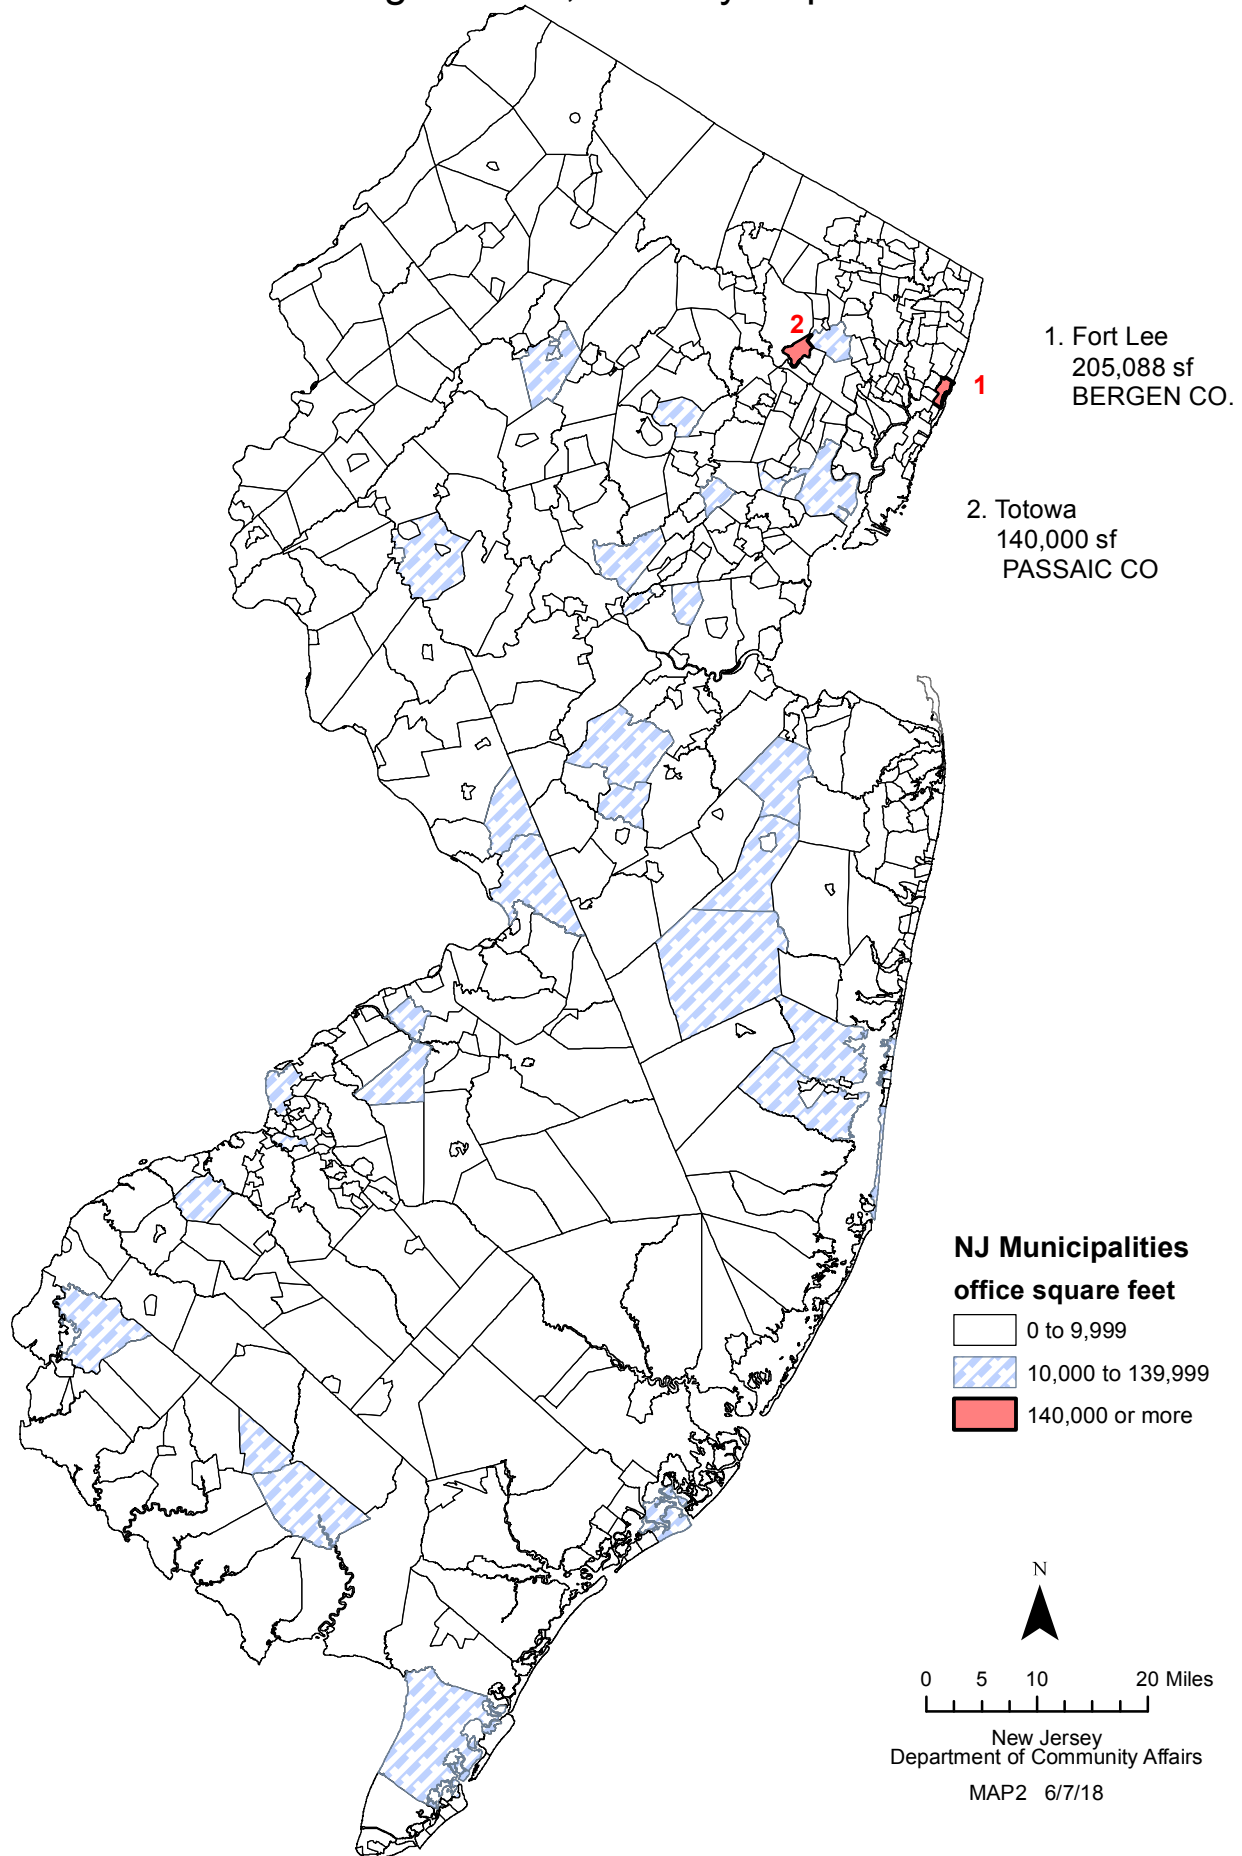 2
1
1. Fort Lee
205,088 sf
BERGEN CO.
2. Totowa
140,000 sf
PASSAIC CO
NJ Municipalities
office square feet
0 to 9,999
10,000 to 139,999
140,000 or more
N
0 5 10 20 Miles
New Jersey
Department of Community Affairs
MAP2 6/7/18